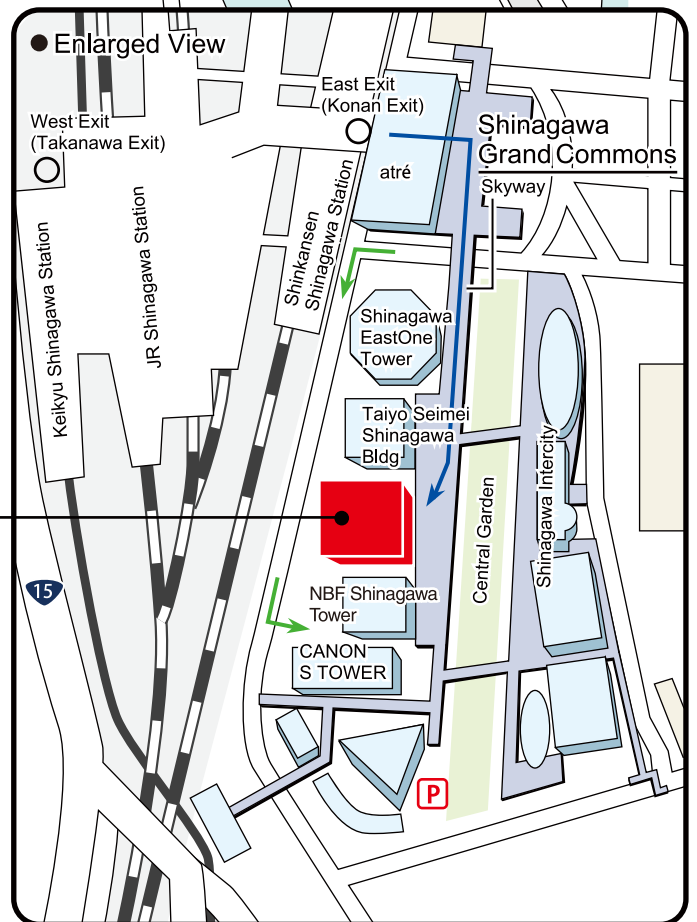 ● Enlarged View
East Exit
(Konan Exit)
West Exit
(Takanawa Exit)
Shinagawa
Grand Commons
atré
Skyway
Shinkansen
Shinagawa Station
JR Shinagawa Station
Keikyu Shinagawa Station
Shinagawa
EastOne
Tower
Taiyo Seimei
Shinagawa
Bldg
Shinagawa Intercity
Central Garden
15
NBF Shinagawa
Tower
CANON
S TOWER
P